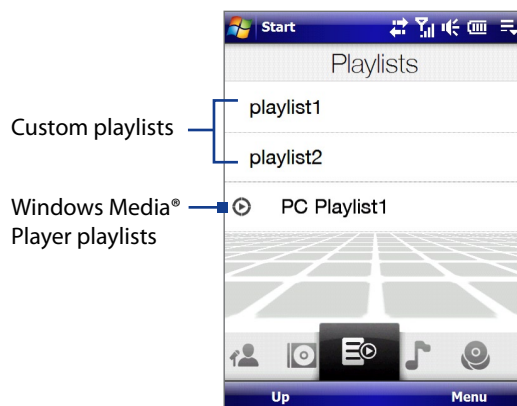 Start
Playlists
Custom playlists
playlist1
playlist2
Windows Media®
Player playlists
PC Playlist1
Up
Menu